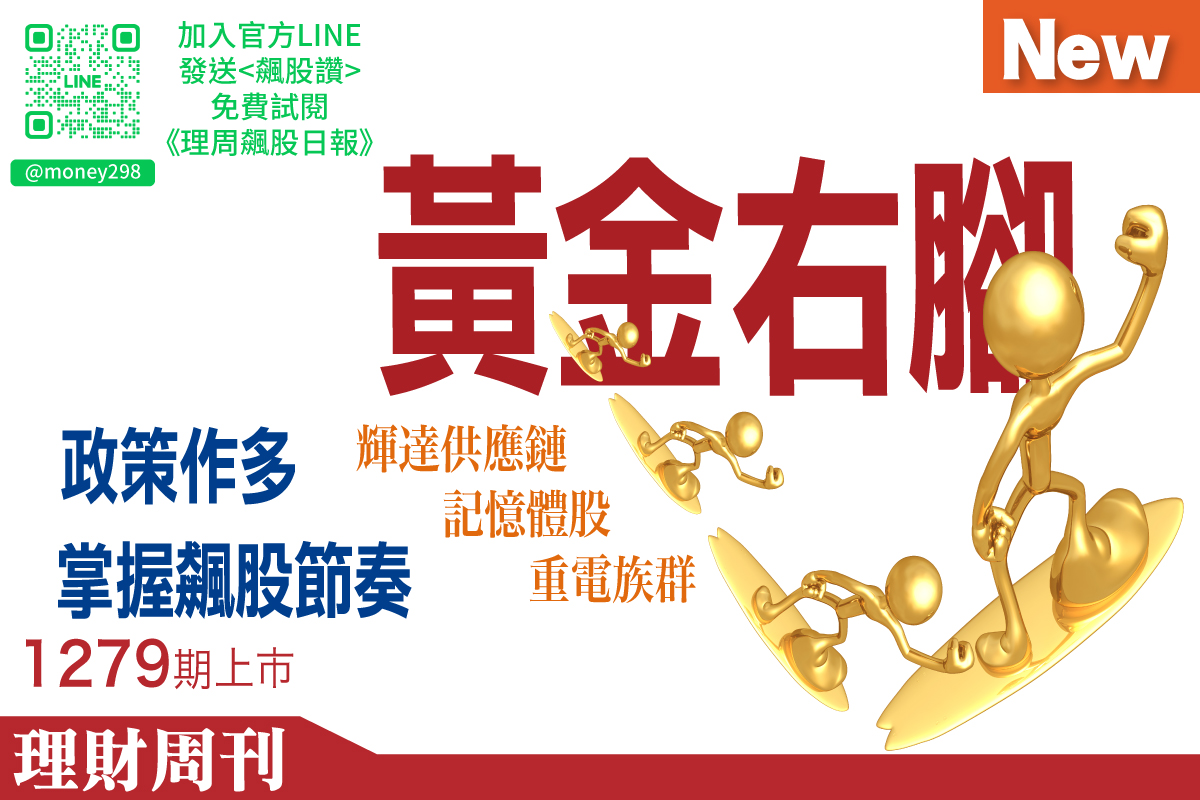 加入官方LINE
發送<飆股讚>
免費試閱
《理周飆股日報》
LINE
@money298
New
黃金右腳
政策作多
掌握飆股節奏
輝達供應鏈
記憶體股
重電族群
1279期上市
理財周刊